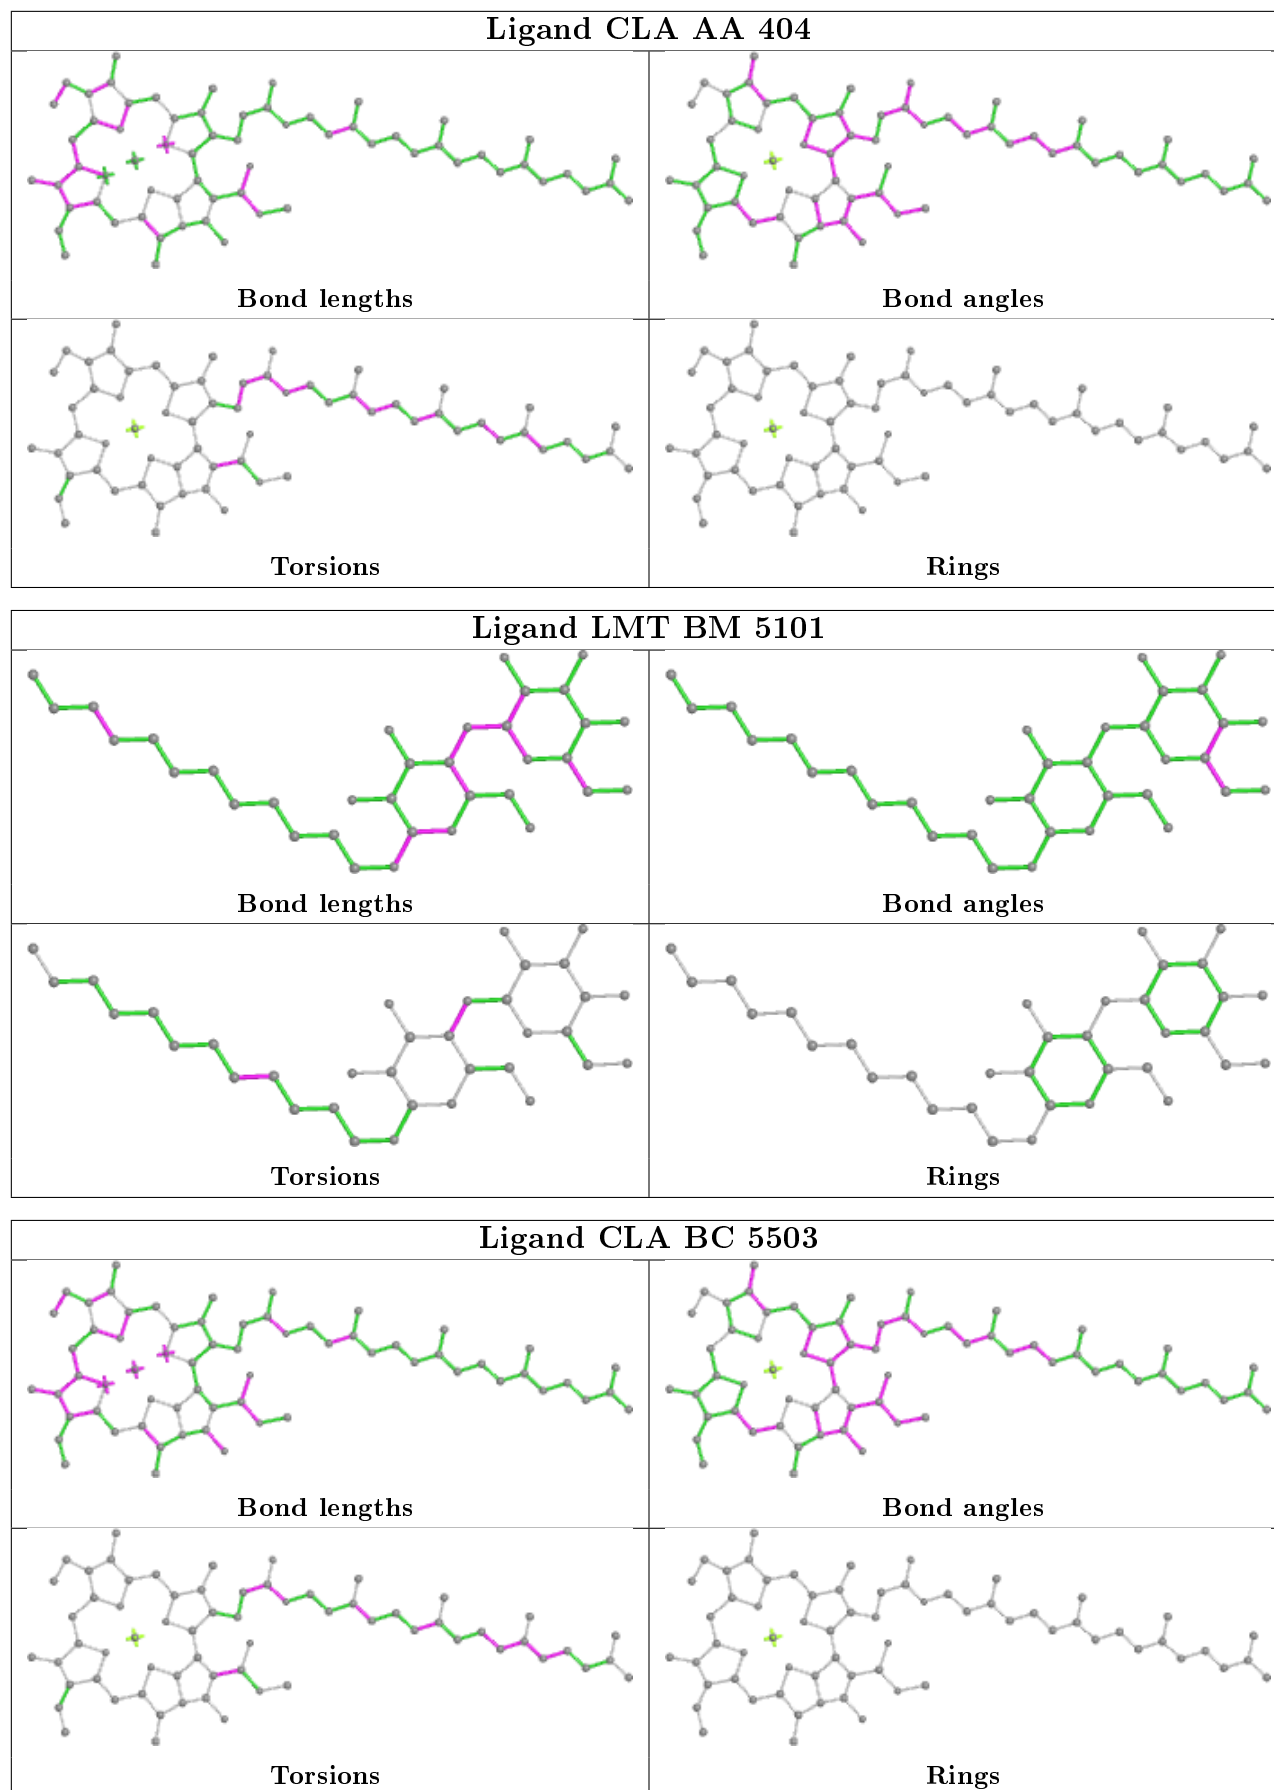 Ligand CLA AA 404
Bond lengths
Bond angles
Torsions
Rings
Ligand LMT BM 5101
Bond lengths
Bond angles
Torsions
Rings
Ligand CLA BC 5503
Bond lengths
Bond angles
Torsions
Rings